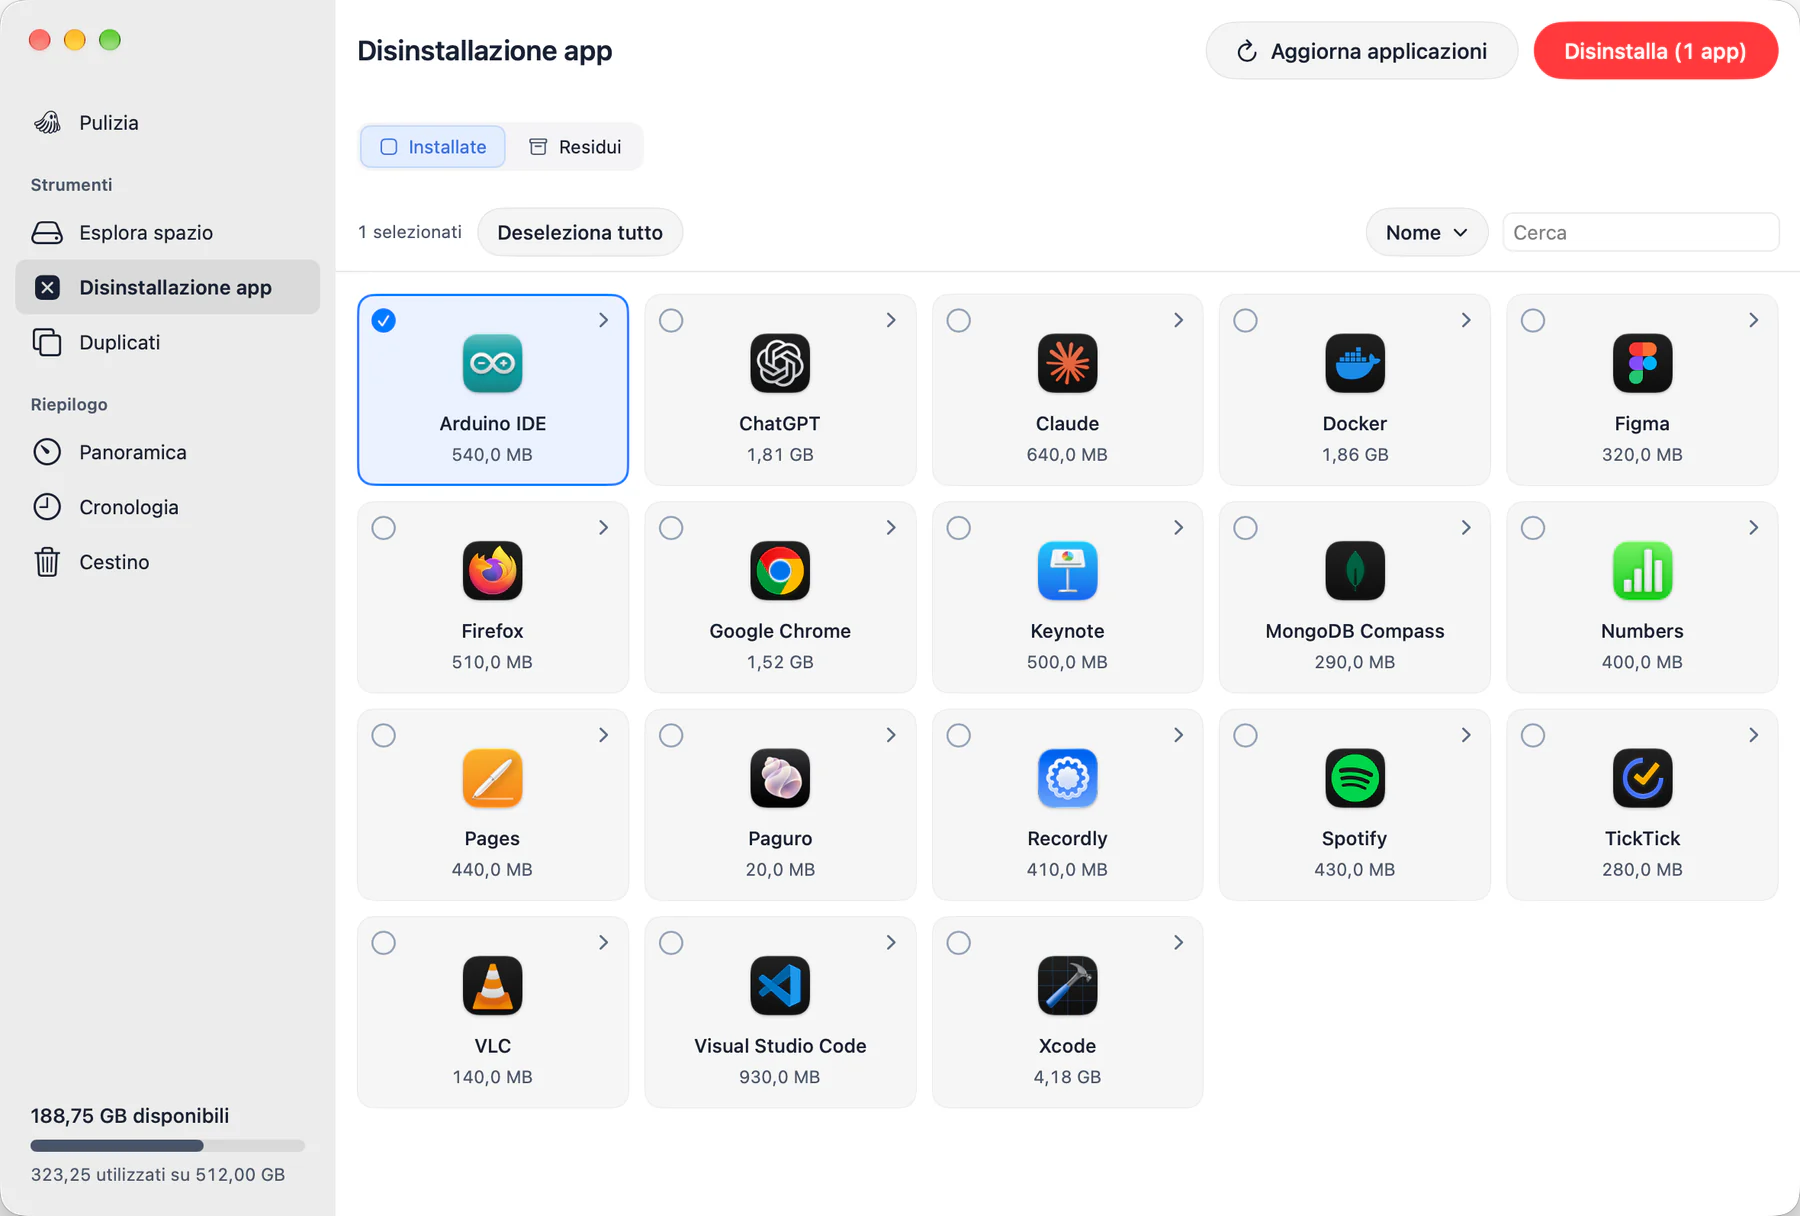 Disinstallazione app
Aggiorna applicazioni
Disinstalla (1 app)
Pulizia
Strumenti
Esplora spazio
Disinstallazione app
Duplicati
Riepilogo
Panoramica
Cronologia
Cestino
188,75 GB disponibili
323,25 utilizzati su 512,00 GB
Installate
Residui
1 selezionati
Deseleziona tutto
Nome
Cerca
Arduino IDE
540,0 MB
ChatGPT
1,81 GB
Claude
640,0 MB
Docker
1,86 GB
Figma
320,0 MB
Firefox
510,0 MB
Google Chrome
1,52 GB
Keynote
500,0 MB
MongoDB Compass
290,0 MB
Numbers
400,0 MB
Pages
440,0 MB
Paguro
20,0 MB
Recordly
410,0 MB
Spotify
430,0 MB
TickTick
280,0 MB
VLC
140,0 MB
Visual Studio Code
930,0 MB
Xcode
4,18 GB